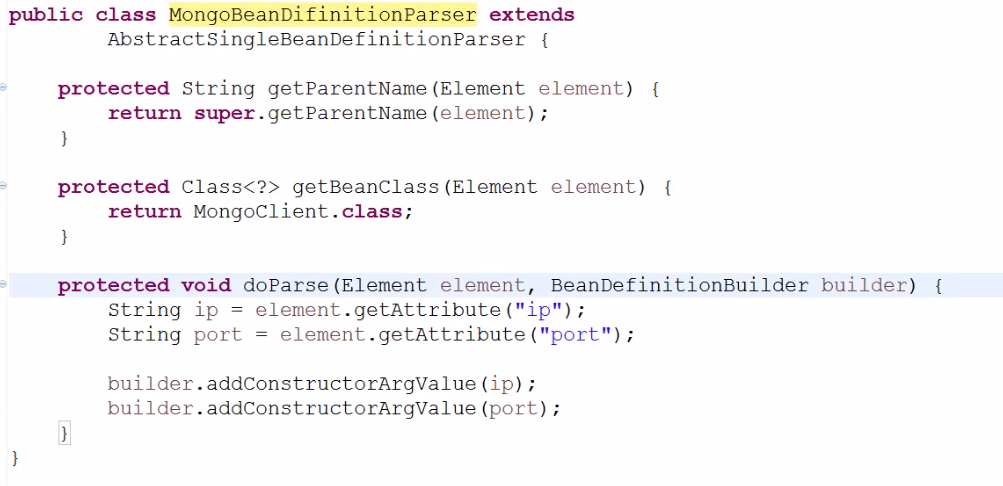 public class MongoBeanDifinitionParser extends
AbstractSingleBeanDefinitionParser {
protected String getParentName(Element element) {
return super.getParentName(element);
}
protected Class<?> getBeanClass(Element element) {
return MongoClient.class;
}
protected void doParse(Element element, BeanDefinitionBuilder builder) {
String ip = element.getAttribute("ip");
String port = element.getAttribute("port");
builder.addConstructorArgValue(ip);
builder.addConstructorArgValue(port);
}
}